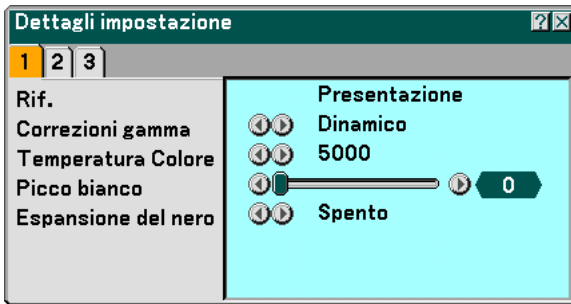 Dettagli impostazione ? X
1 2 3
Rif. Presentazione
Correzioni gamma Dinamico
Temperatura Colore 5000
Picco bianco 0
Espansione del nero Spento